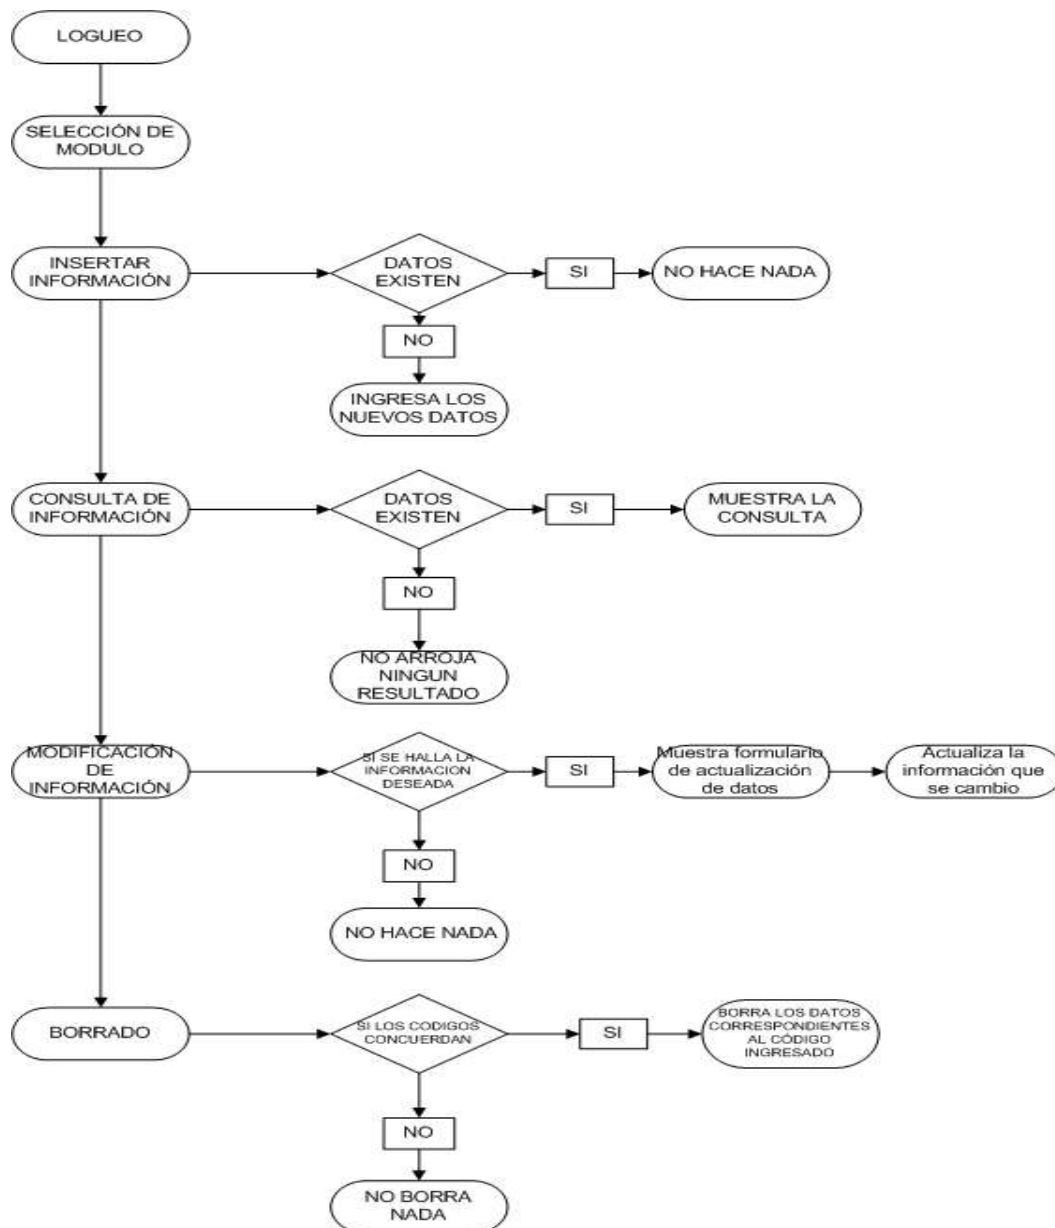 LOGUEO
SELECCIÓN DE
MODULO
INSERTAR
INFORMACIÓN
DATOS
EXISTEN
SI
NO HACE NADA
NO
INGRESA LOS
NUEVOS DATOS
CONSULTA DE
INFORMACIÓN
DATOS
EXISTEN
SI
MUESTRA LA
CONSULTA
NO
NO ARROJA
NINGUN
RESULTADO
MODIFICACIÓN
DE
INFORMACIÓN
SI SE HALLA LA
INFORMACION
DESEADA
SI
Muestra formulario
de actualización
de datos
Actualiza la
información que
se cambio
NO
NO HACE NADA
BORRADO
SI LOS CODIGOS
CONCUERDAN
SI
BORRA LOS DATOS
CORRESPONDIENTES
AL CÓDIGO
INGRESADO
NO
NO BORRA
NADA